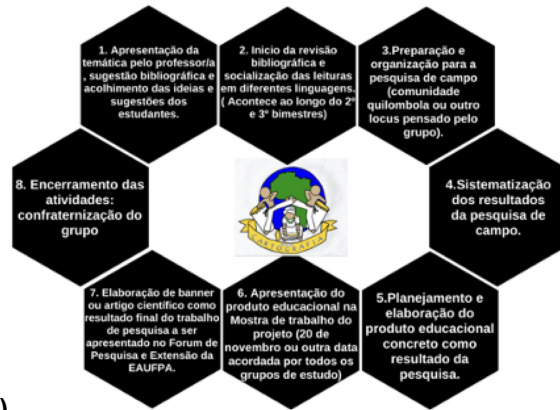 1. Apresentação da
temática pelo professor/a
, sugestão bibliográfica e
acolhimento das ideias e
sugestões dos
estudantes.
2. Inicio da revisão
bibliográfica e
socialização das leituras
em diferentes linguagens.
( Acontece ao longo do 2º
e 3º bimestres)
3.Preparação e
organização para a
pesquisa de campo
(comunidade
quilombola ou outro
locus pensado pelo
grupo).
4.Sistematização
dos resultados
da pesquisa de
campo.
5.Planejamento e
elaboração do
produto educacional
concreto como
resultado da
pesquisa.
6. Apresentação do
produto educacional na
Mostra de trabalho do
projeto (20 de
novembro ou outra data
acordada por todos os
grupos de estudo)
7. Elaboração de banner
ou artigo científico como
resultado final do trabalho
de pesquisa a ser
apresentado no Forum de
Pesquisa e Extensão da
EAUFPA.
8. Encerramento das
atividades:
confraternização do
grupo
CARTOGRAFIA
)